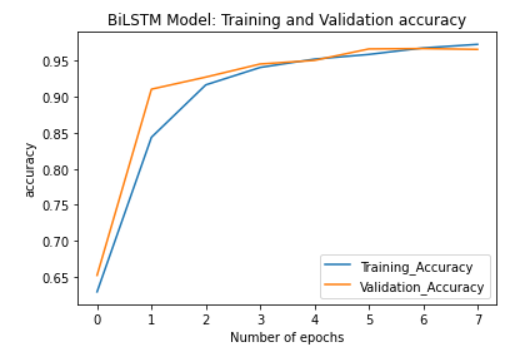 BiLSTM Model: Training and Validation accuracy
accuracy
0.95
0.90
0.85
0.80
0.75
0.70
0.65
Training_Accuracy
Validation_Accuracy
0 1 2 3 4 5 6 7
Number of epochs